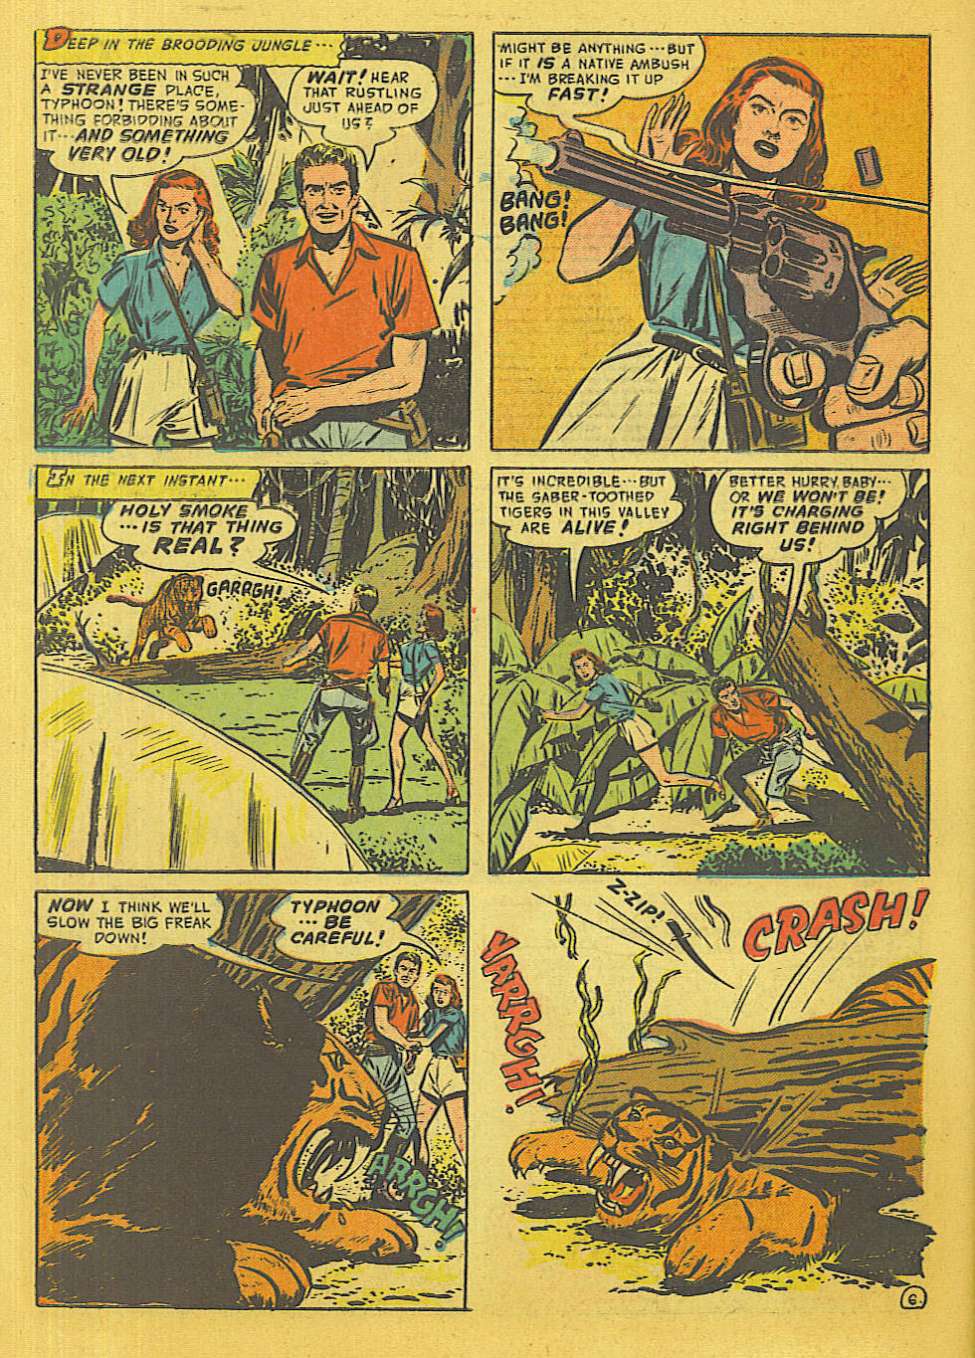 DEEP IN THE BROODING JUNGLE...
I'VE NEVER BEEN IN SUCH
A STRANGE PLACE,
TYPHOON! THERE'S SOME-
THING FORBIDDING ABOUT
IT... AND SOMETHING
VERY OLD!
WAIT! HEAR
THAT RUSTLING
JUST AHEAD OF
US?
MIGHT BE ANYTHING... BUT
IF IT IS A NATIVE AMBUSH
... I'M BREAKING IT UP
FAST!
BANG!
BANG!
IN THE NEXT INSTANT...
HOLY SMOKE
... IS THAT THING
REAL?
GARRGH!
IT'S INCREDIBLE... BUT
THE SABER-TOOTHED
TIGERS IN THIS VALLEY
ARE ALIVE!
BETTER HURRY, BABY...
OR WE WON'T BE!
IT'S CHARGING
RIGHT BEHIND
US!
NOW I THINK WE'LL
SLOW THE BIG FREAK
DOWN!
TYPHOON
... BE
CAREFUL!
ARRGH!
Z-ZIP!
CRASH!
YARRGH!
6.